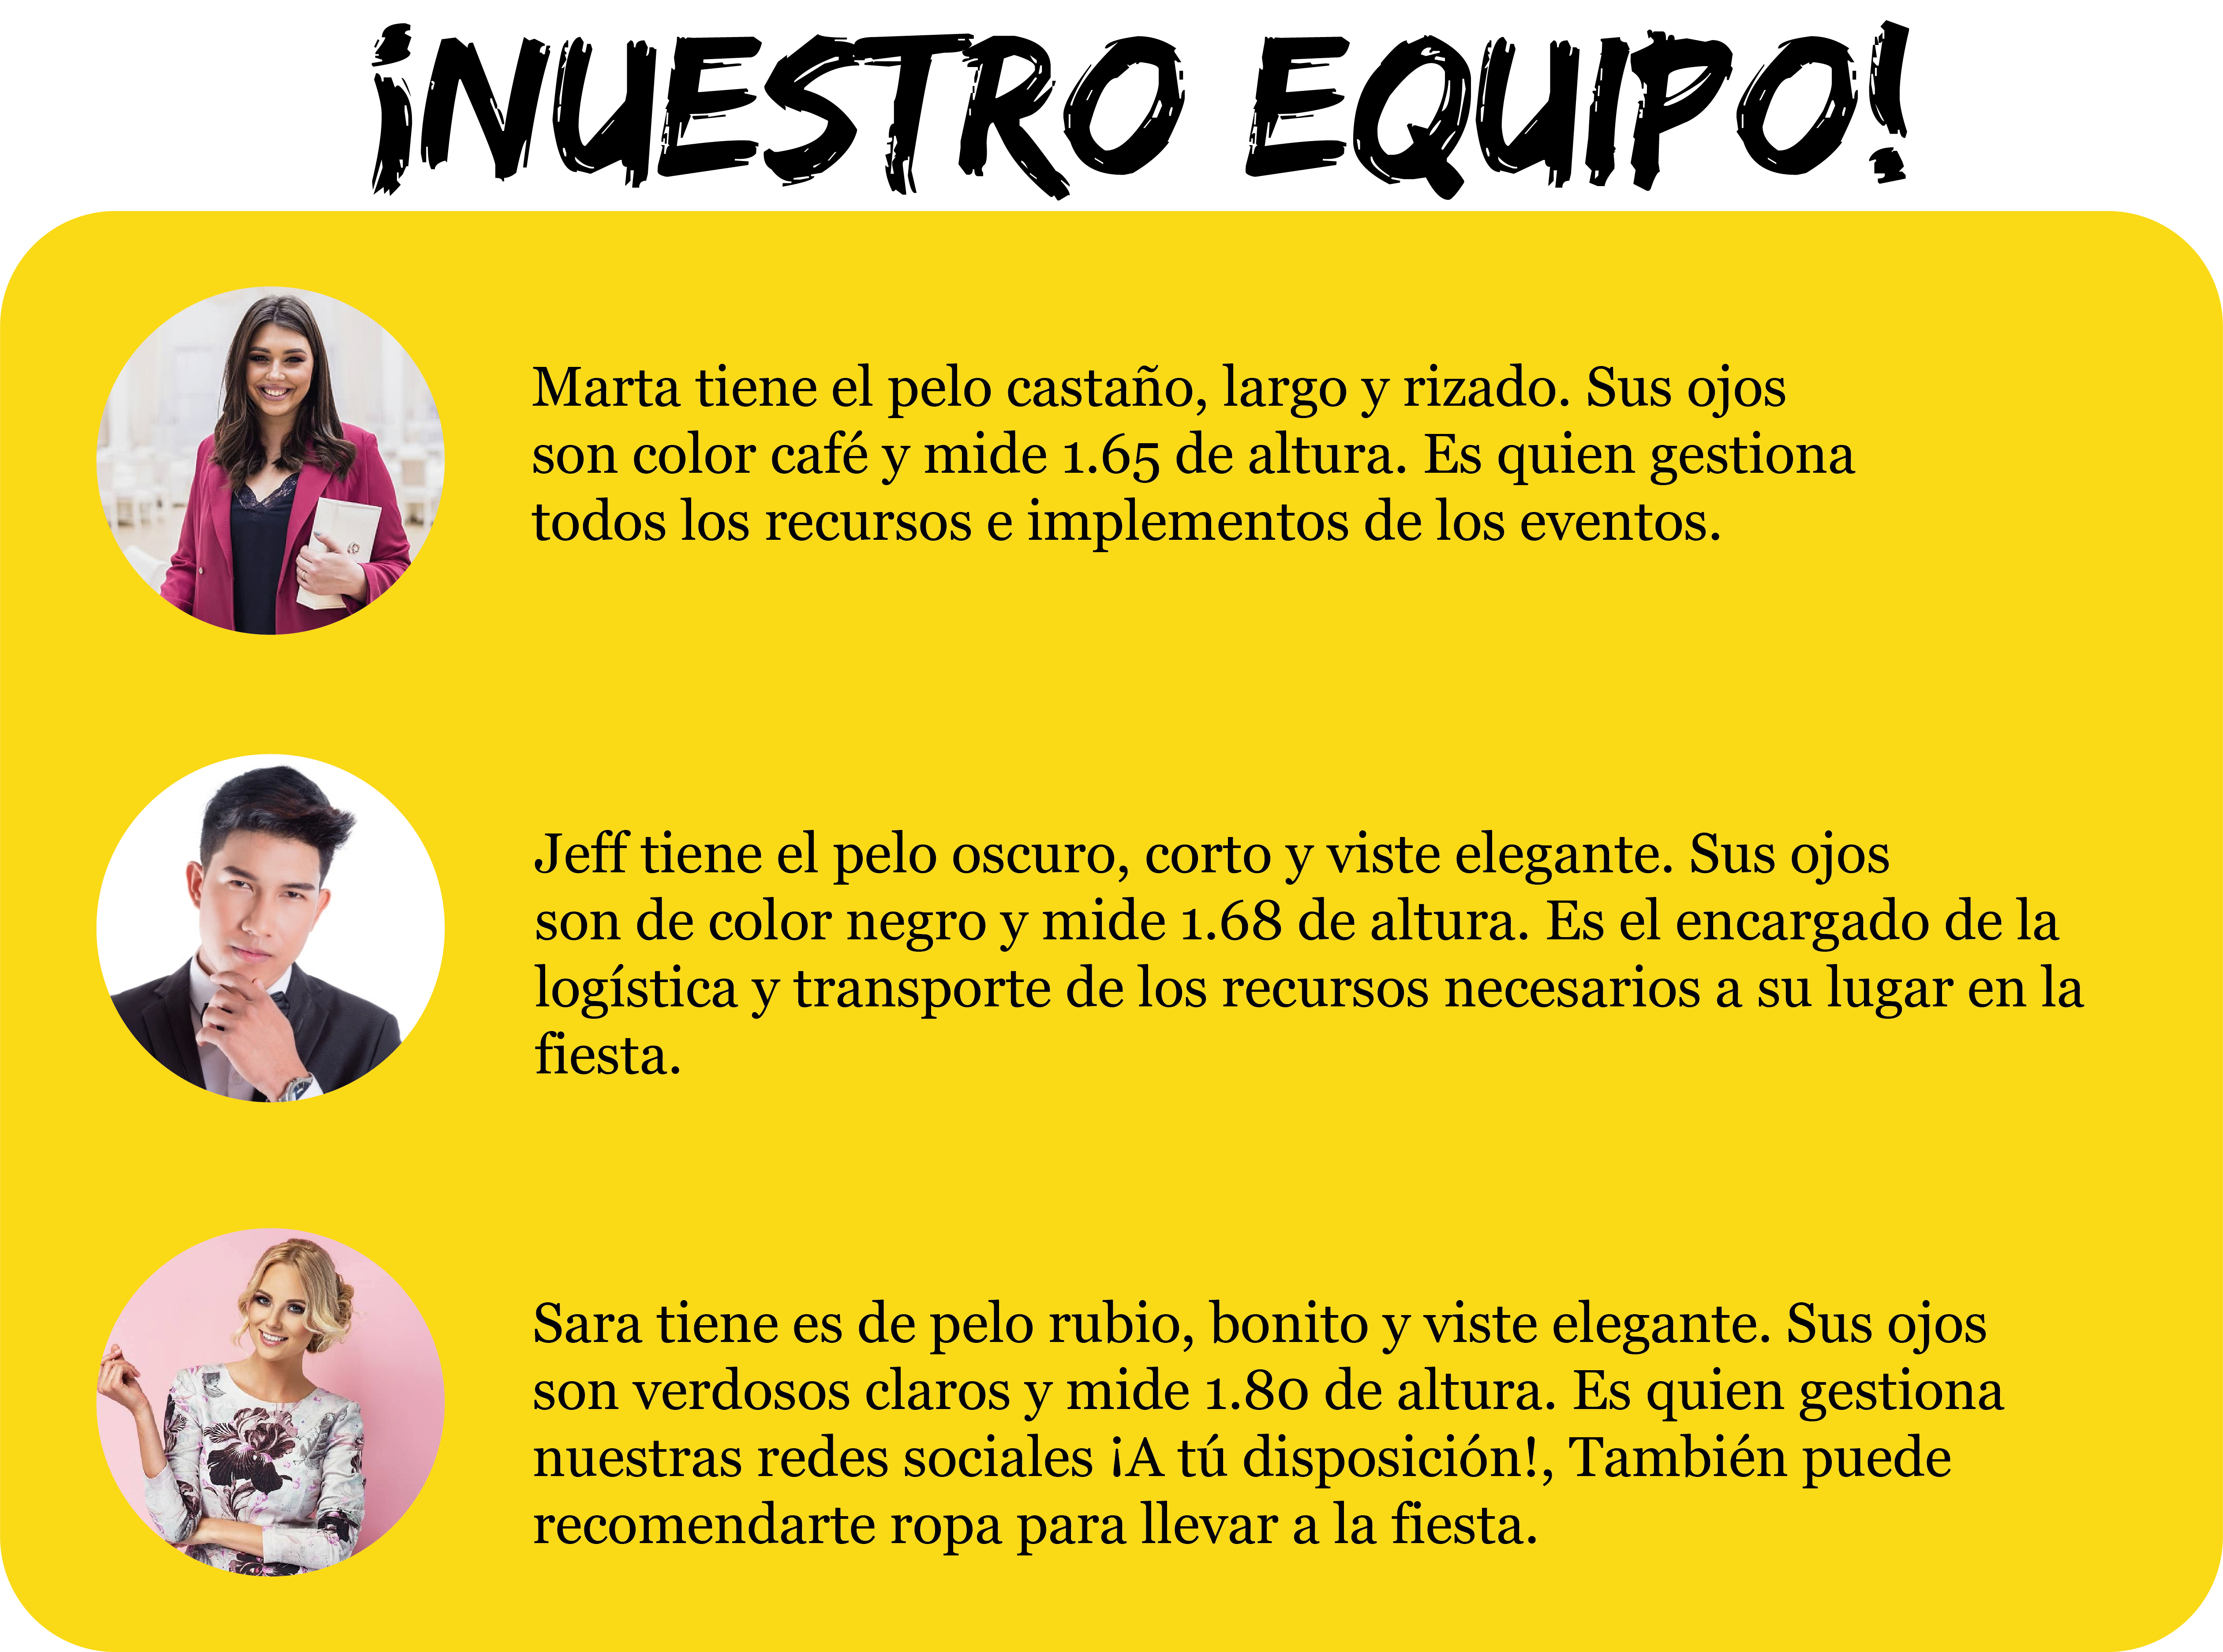 ¡NUESTRO EQUIPO!
Marta tiene el pelo castaño, largo y rizado. Sus ojos
son color café y mide 1.65 de altura. Es quien gestiona
todos los recursos e implementos de los eventos.
Jeff tiene el pelo oscuro, corto y viste elegante. Sus ojos
son de color negro y mide 1.68 de altura. Es el encargado de la
logística y transporte de los recursos necesarios a su lugar en la
fiesta.
Sara tiene es de pelo rubio, bonito y viste elegante. Sus ojos
son verdosos claros y mide 1.80 de altura. Es quien gestiona
nuestras redes sociales ¡A tú disposición!, También puede
recomendarte ropa para llevar a la fiesta.